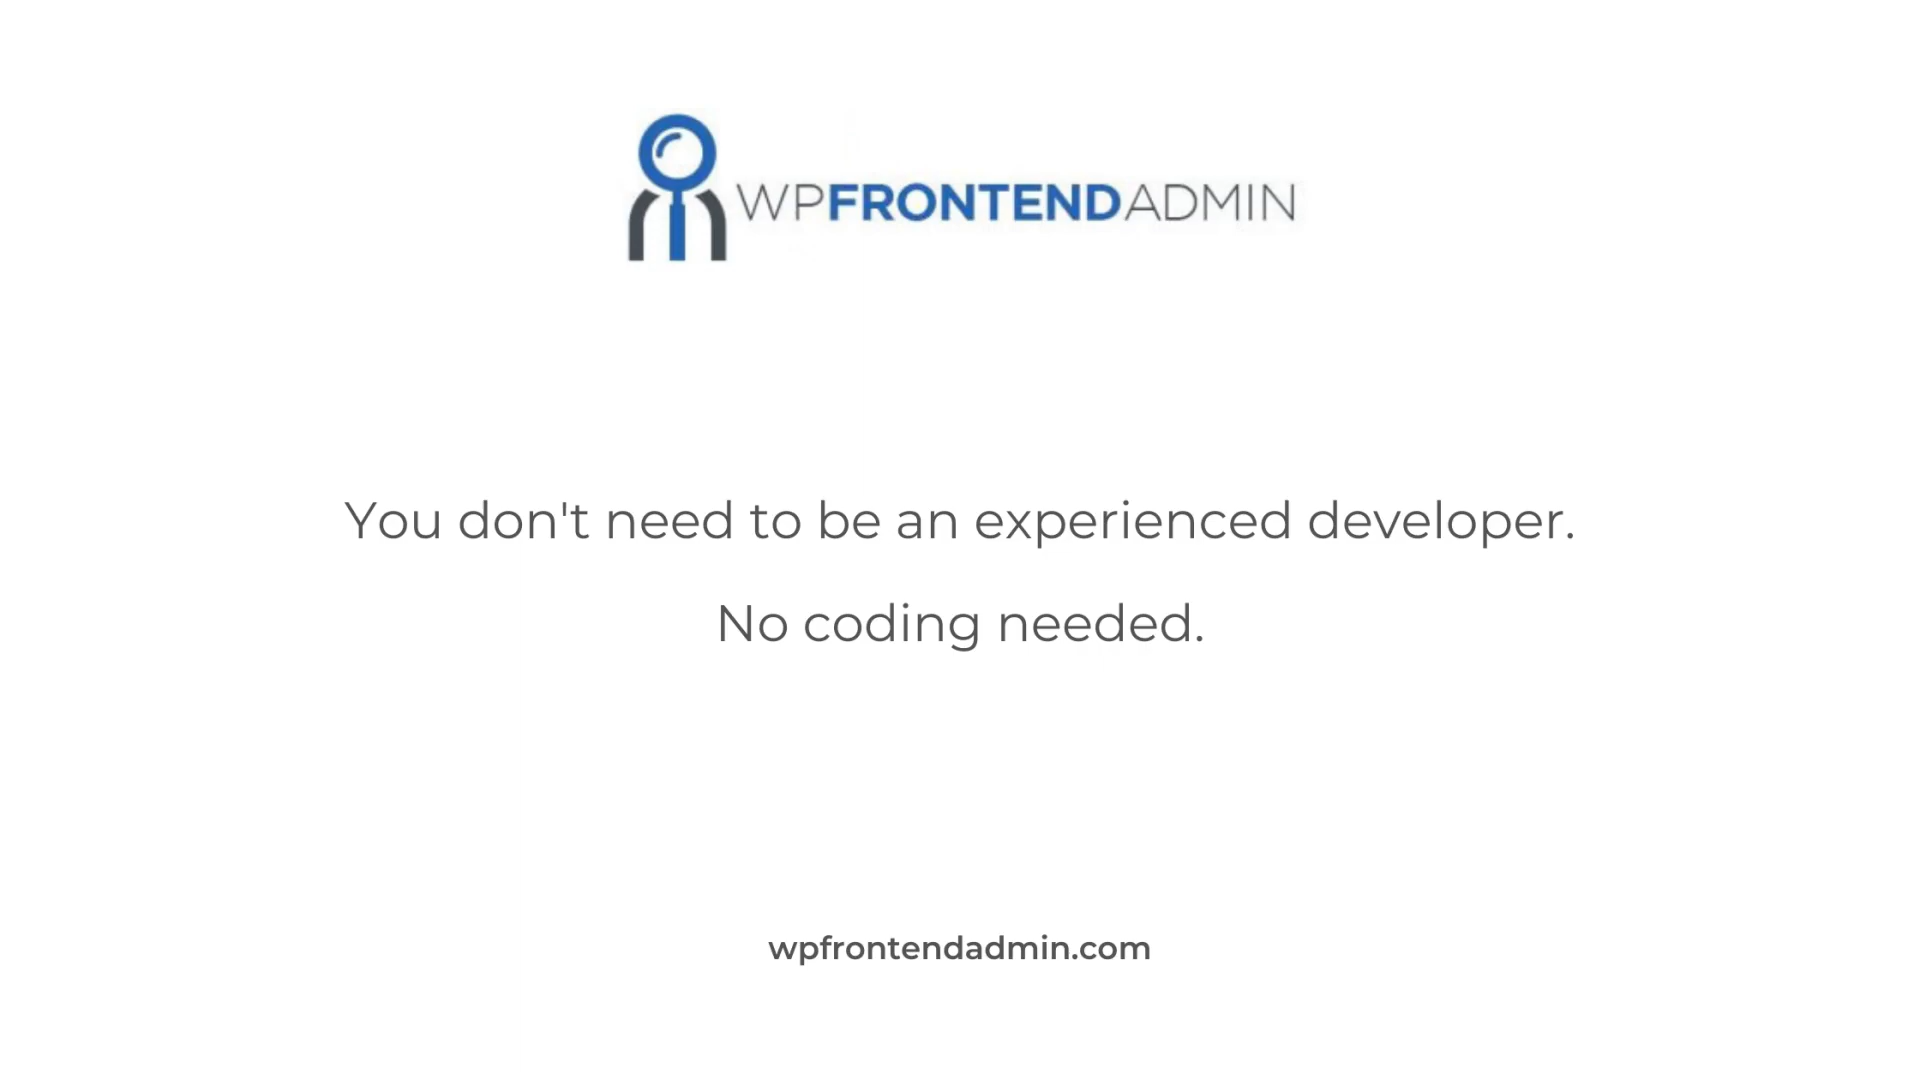 WPFRONTENDADMIN
You don't need to be an experienced developer.
No coding needed.
wpfrontendadmin.com